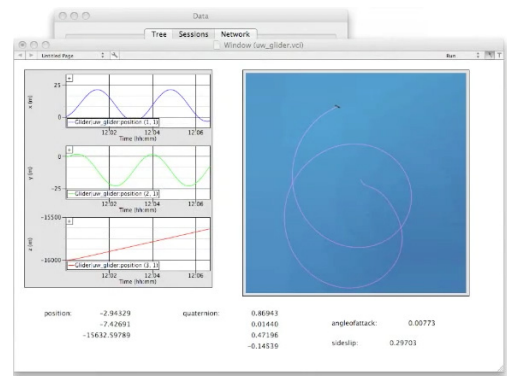 Data
Tree Sessions Network
Window (uw_glider.vci)
Untitled Page
Run
T
x (m)
25
0
Glider/uw_glider:position (1, 1)
12:02 12:04 12:06
Time (hh:mm)
y (m)
0
-25
Glider/uw_glider:position (2, 1)
12:02 12:04 12:06
Time (hh:mm)
z (m)
-15500
-16000
Glider/uw_glider:position (3, 1)
12:02 12:04 12:06
Time (hh:mm)
position: -2.94329 quaternion: 0.86943
-7.42691 0.01440 angleofattack: 0.00773
-15632.59789 0.47196
sideslip: 0.29703
-0.14539